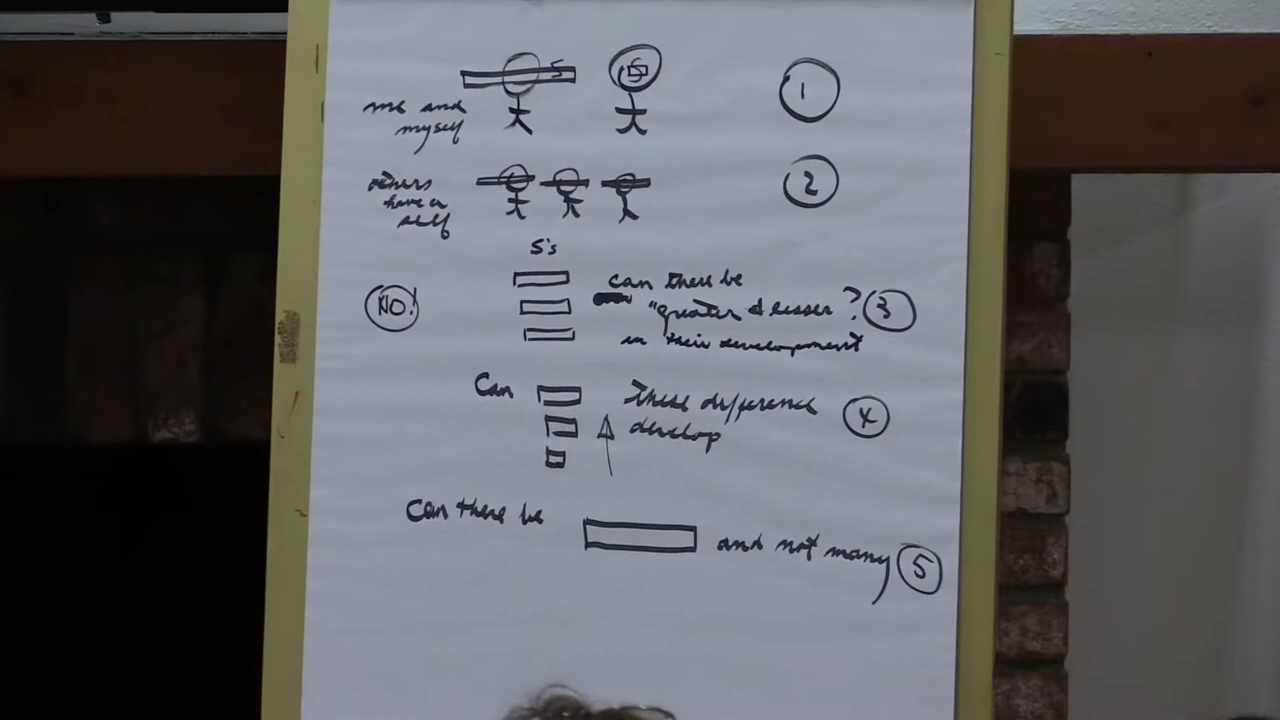 S S
me and
myself
1
others
have a
self
2
S's
NO!
can there be
"greater & lesser ?
in their development
3
Can
these difference
develop
4
Can there be
and not many
5